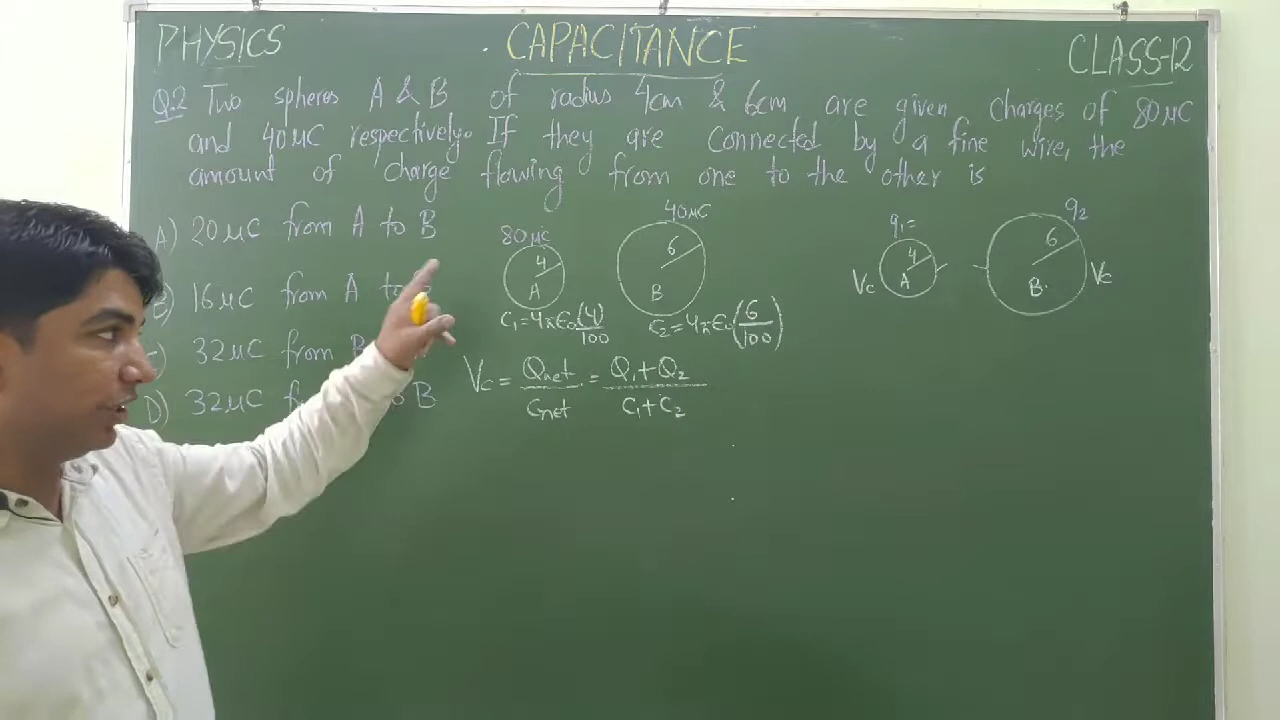 PHYSICS
CAPACITANCE
CLASS-12
Q.2 Two spheres A & B of radius 4cm & 6cm are given charges of 80μC
and 40μC respectively. If they are connected by a fine wire, the
amount of charge flowing from one to the other is
A) 20μC from A to B
16μC from A to
32μC from B
D) 32μC to B
80μC
40μC
4
A
6
B
C₁=4πε₀(4/100)
C₂=4πε₀(6/100)
Vc = Qnet/Cnet = Q₁+Q₂/C₁+C₂
q₁=
q₂
Vc
4
A
6
B
Vc